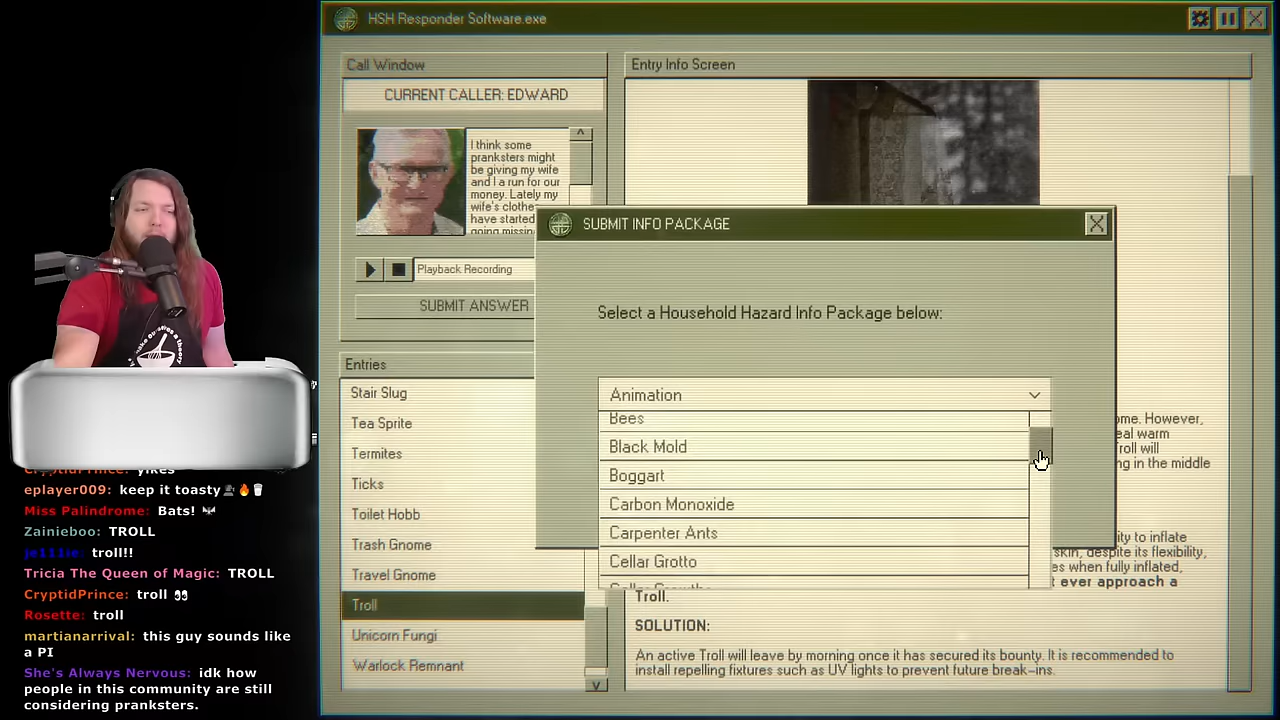 HSH Responder Software.exe
Call Window
CURRENT CALLER: EDWARD
I think some
pranksters might
be giving my wife
and I a run for our
money. Lately my
wife's clothe
have started
going missin
Playback Recording
SUBMIT ANSWER
Entries
Stair Slug
Tea Sprite
Termites
Ticks
Toilet Hobb
Trash Gnome
Travel Gnome
Troll
Unicorn Fungi
Warlock Remnant
Entry Info Screen
SUBMIT INFO PACKAGE
Select a Household Hazard Info Package below:
Animation
Bees
Black Mold
Boggart
Carbon Monoxide
Carpenter Ants
Cellar Grotto
ome. However,
eal warm
roll will
ng in the middle
ity to inflate
skin, despite its flexibility,
es when fully inflated,
t ever approach a
Troll.
SOLUTION:
An active Troll will leave by morning once it has secured its bounty. It is recommended to
install repelling fixtures such as UV lights to prevent future break-ins.
CryptidPrince: yikes
eplayer009: keep it toasty
Miss Palindrome: Bats!
Zainieboo: TROLL
je111ie: troll!!
Tricia The Queen of Magic: TROLL
CryptidPrince: troll 👀
Rosette: troll
martianarrival: this guy sounds like
a PI
She's Always Nervous: idk how
people in this community are still
considering pranksters.